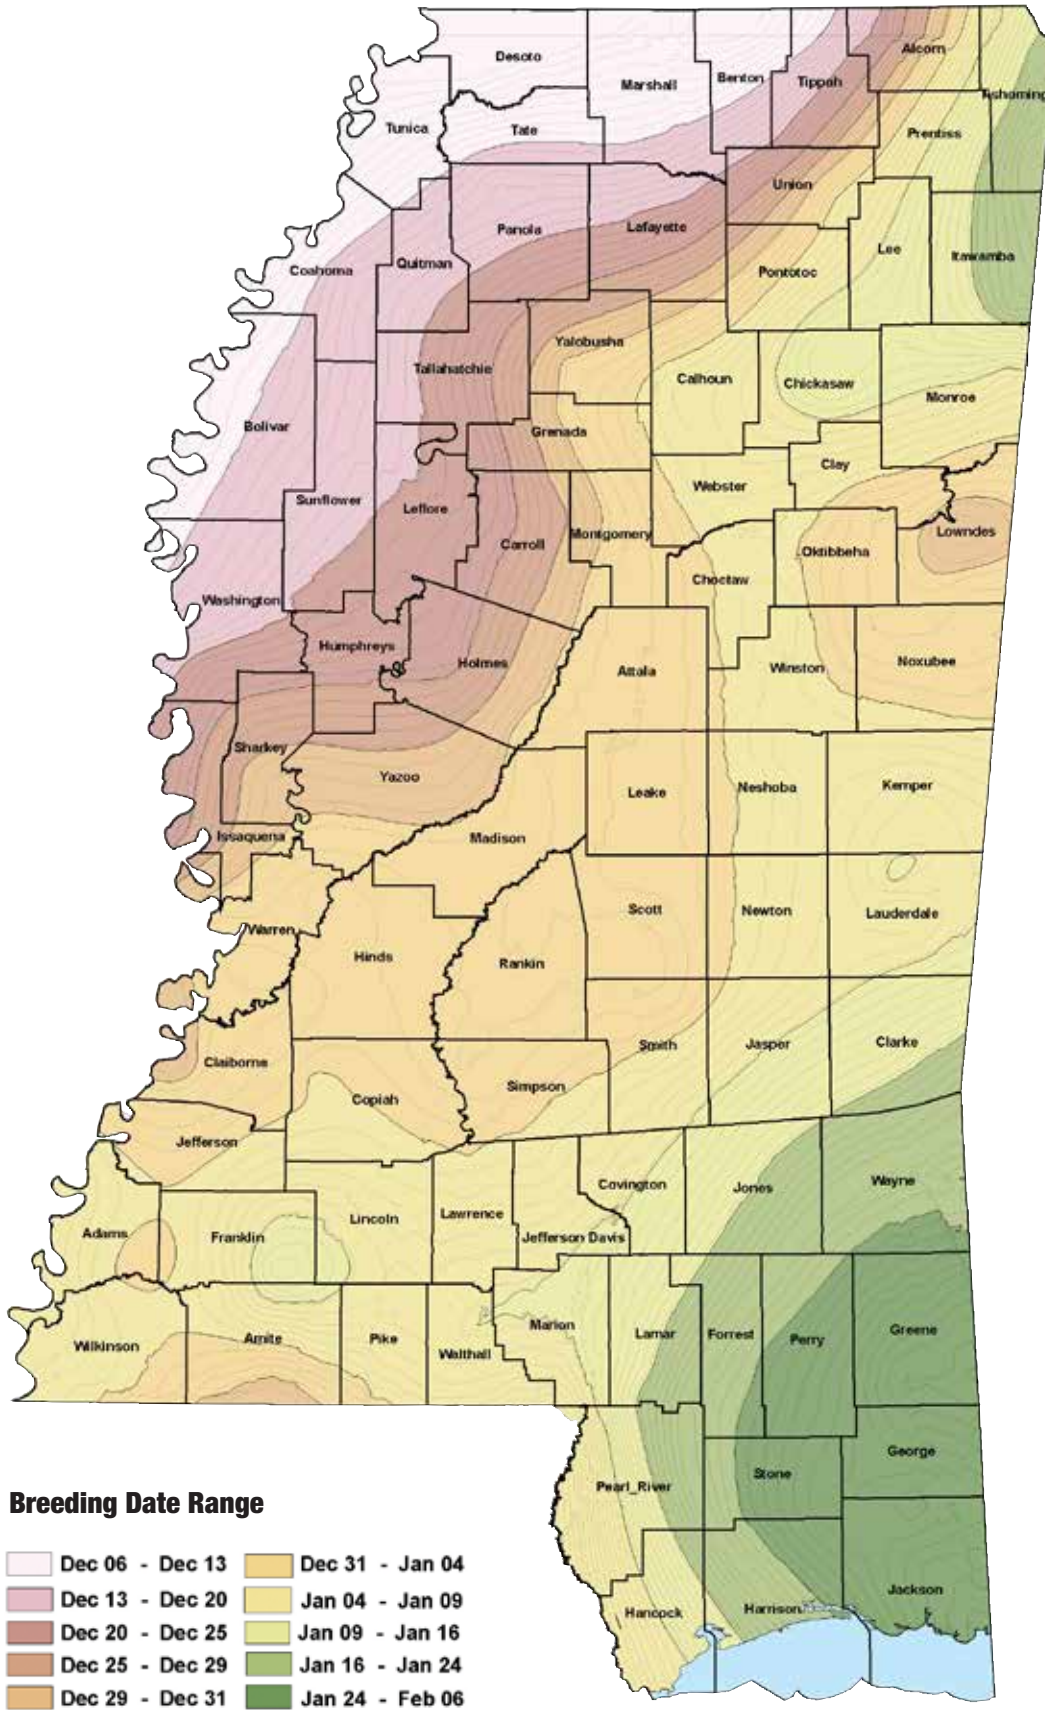 Desoto
Marshall
Benton
Tippah
Alcorn
Tishoming
Tunica
Tate
Prentiss
Union
Panola
Lafayette
Lee
Itawamba
Coahoma
Quitman
Pontotoc
Yalobusha
Tallahatchie
Calhoun
Chickasaw
Monroe
Bolivar
Grenada
Clay
Webster
Sunflower
Leflore
Montgomery
Lowndes
Carroll
Oktibbeha
Choctaw
Washington
Humphreys
Holmes
Attala
Winston
Noxubee
Sharkey
Yazoo
Leake
Neshoba
Kemper
Issaquena
Madison
Scott
Newton
Lauderdale
Warren
Hinds
Rankin
Claiborne
Smith
Jasper
Clarke
Simpson
Copiah
Jefferson
Covington
Jones
Wayne
Adams
Franklin
Lincoln
Lawrence
Jefferson Davis
Wilkinson
Amite
Pike
Walthall
Marion
Lamar
Forrest
Perry
Greene
George
Stone
Pearl_River
Jackson
Hancock
Harrison
Breeding Date Range
Dec 06 - Dec 13
Dec 13 - Dec 20
Dec 20 - Dec 25
Dec 25 - Dec 29
Dec 29 - Dec 31
Dec 31 - Jan 04
Jan 04 - Jan 09
Jan 09 - Jan 16
Jan 16 - Jan 24
Jan 24 - Feb 06